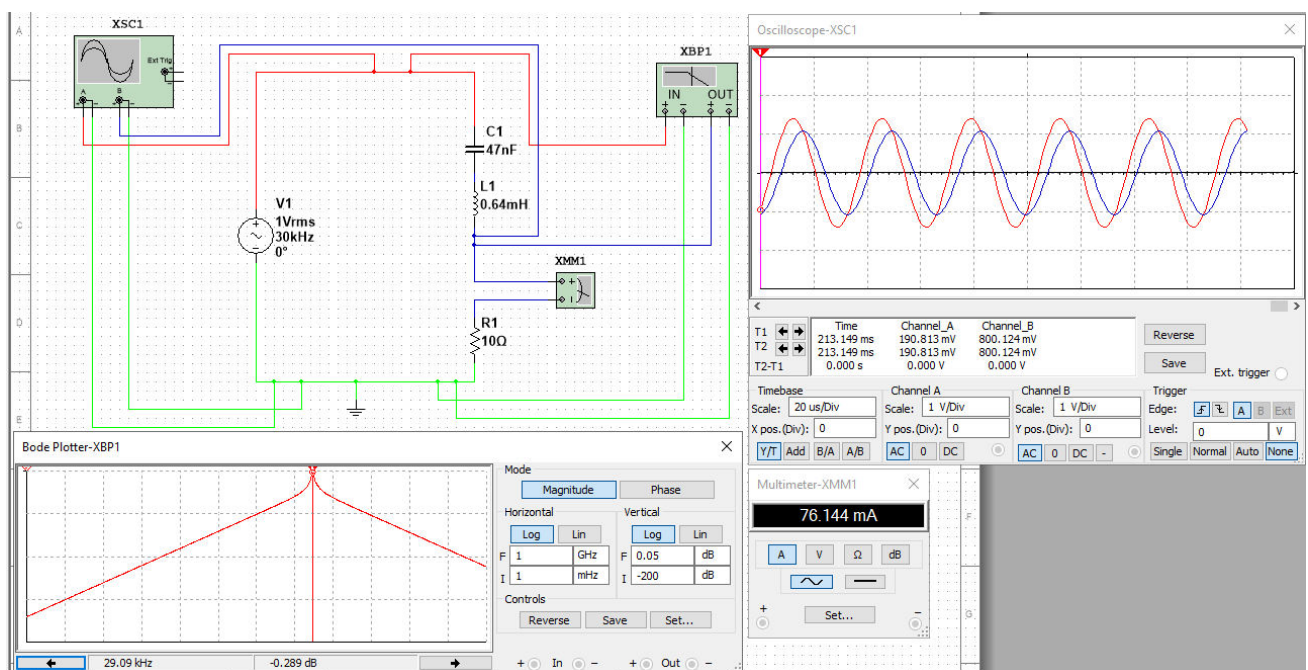 A
B
C
D
E
XSC1
Ext Trig
A
B
XBP1
IN OUT
C1
47nF
L1
0.64mH
V1
1Vrms
30kHz
0°
XMM1
R1
10Ω
F
G
Oscilloscope-XSC1
Time Channel_A Channel_B
T1 213.149 ms 190.813 mV 800.124 mV
T2 213.149 ms 190.813 mV 800.124 mV
T2-T1 0.000 s 0.000 V 0.000 V
Reverse
Save
Ext. trigger
Timebase
Scale: 20 us/Div
X pos.(Div): 0
Y/T Add B/A A/B
Channel A
Scale: 1 V/Div
Y pos.(Div): 0
AC 0 DC
Channel B
Scale: 1 V/Div
Y pos.(Div): 0
AC 0 DC -
Trigger
Edge: A B Ext
Level: 0 V
Single Normal Auto None
Bode Plotter-XBP1
Mode
Magnitude Phase
Horizontal Vertical
Log Lin Log Lin
F 1 GHz F 0.05 dB
I 1 mHz I -200 dB
Controls
Reverse Save Set...
29.09 kHz -0.289 dB
+ In - + Out -
Multimeter-XMM1
76.144 mA
A V Ω dB
+ Set... -